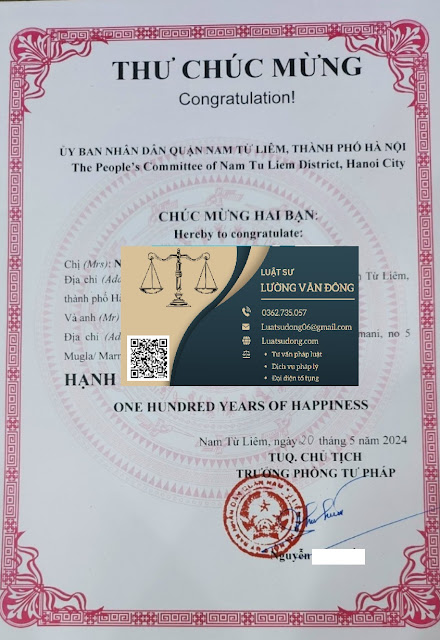 THƯ CHÚC MỪNG
Congratulation!
ỦY BAN NHÂN DÂN QUẬN NAM TỪ LIÊM, THÀNH PHỐ HÀ NỘI
The People's Committee of Nam Tu Liem District, Hanoi City
CHÚC MỪNG HAI BẠN:
Hereby to congratulate:
Chị (Mrs): N
Địa chỉ (Ad
Từ Liêm,
thành phố Hà
Và anh (Mr)
Địa chỉ (Ad
mani, no 5
Mugla/ Marm
LUẬT SƯ
LƯỜNG VĂN ĐÔNG
0362.735.057
Luatsudong06@gmail.com
Luatsudong.com
• Tư vấn pháp luật
• Dịch vụ pháp lý
• Đại diện tố tụng
HẠNH
ONE HUNDRED YEARS OF HAPPINESS
Nam Từ Liêm, ngày 20 tháng 5 năm 2024
TUQ. CHỦ TỊCH
TRƯỞNG PHÒNG TƯ PHÁP
Nguyễn